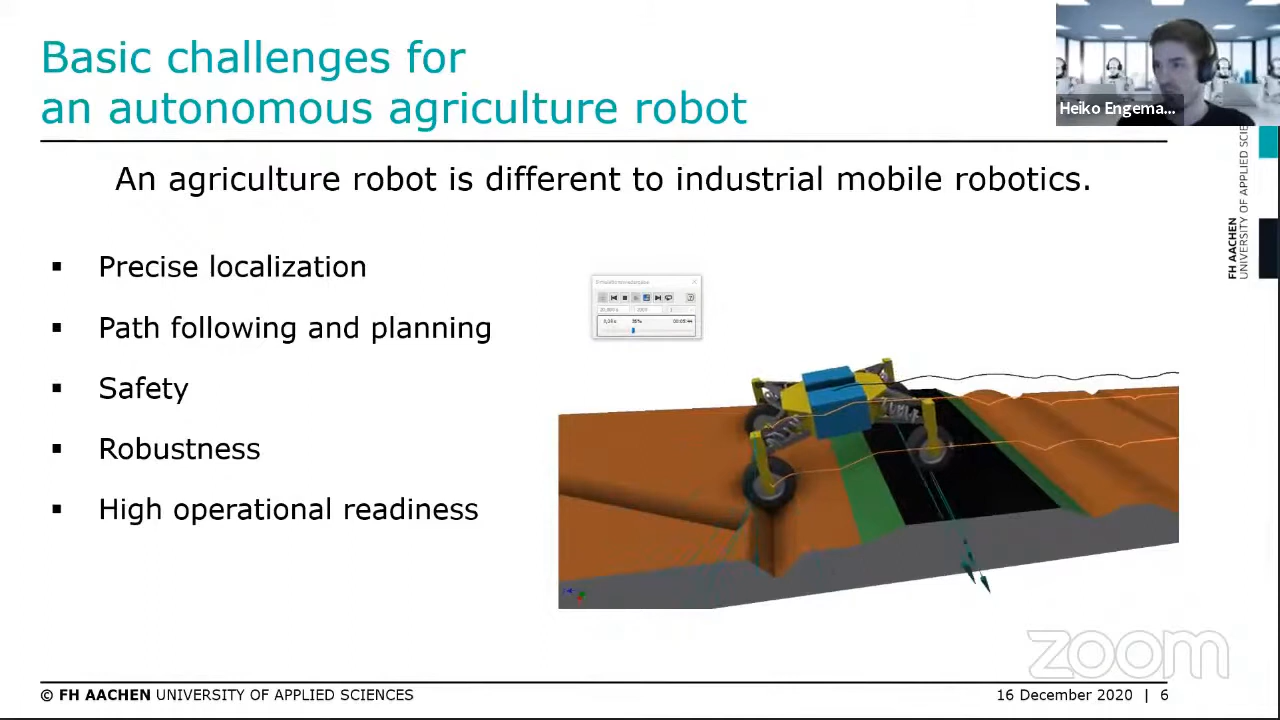 Basic challenges for
an autonomous agriculture robot
Heiko Engema...
An agriculture robot is different to industrial mobile robotics.
▪ Precise localization
▪ Path following and planning
▪ Safety
▪ Robustness
▪ High operational readiness
FH AACHEN
UNIVERSITY OF APPLIED SCIE
zoom
© FH AACHEN UNIVERSITY OF APPLIED SCIENCES
16 December 2020 | 6